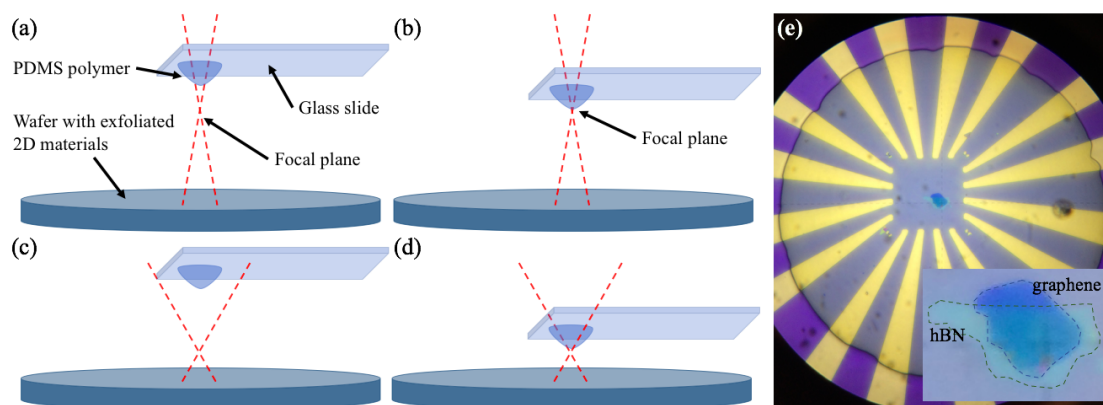 (a)
PDMS polymer
Glass slide
Wafer with exfoliated
2D materials
Focal plane
(b)
Focal plane
(c)
(d)
(e)
graphene
hBN